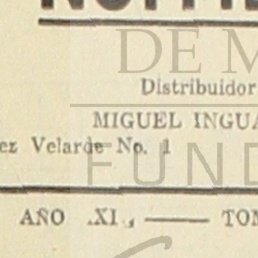 DE M
Distribuidor
MIGUEL INGUA
ez Velarde No. 1
FUND
AÑO XI, — TOM